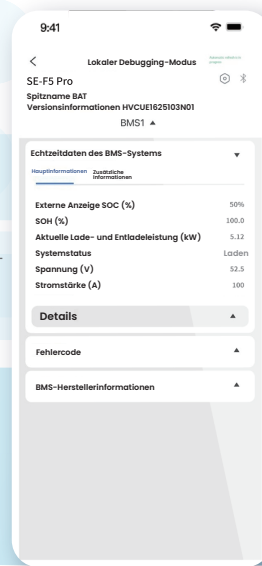 9:41
Lokaler Debugging-Modus
SE-F5 Pro
Spitzname BAT
Versionsinformationen HVCUE1625103N01
BMS1 ▲
Echtzeitdaten des BMS-Systems ▼
Hauptinformationen Zusätzliche Informationen
Externe Anzeige SOC (%) 50%
SOH (%) 100.0
Aktuelle Lade- und Entladeleistung (kW) 5.12
Systemstatus Laden
Spannung (V) 52.5
Stromstärke (A) 100
Details ▲
Fehlercode ▲
BMS-Herstellerinformationen ▲